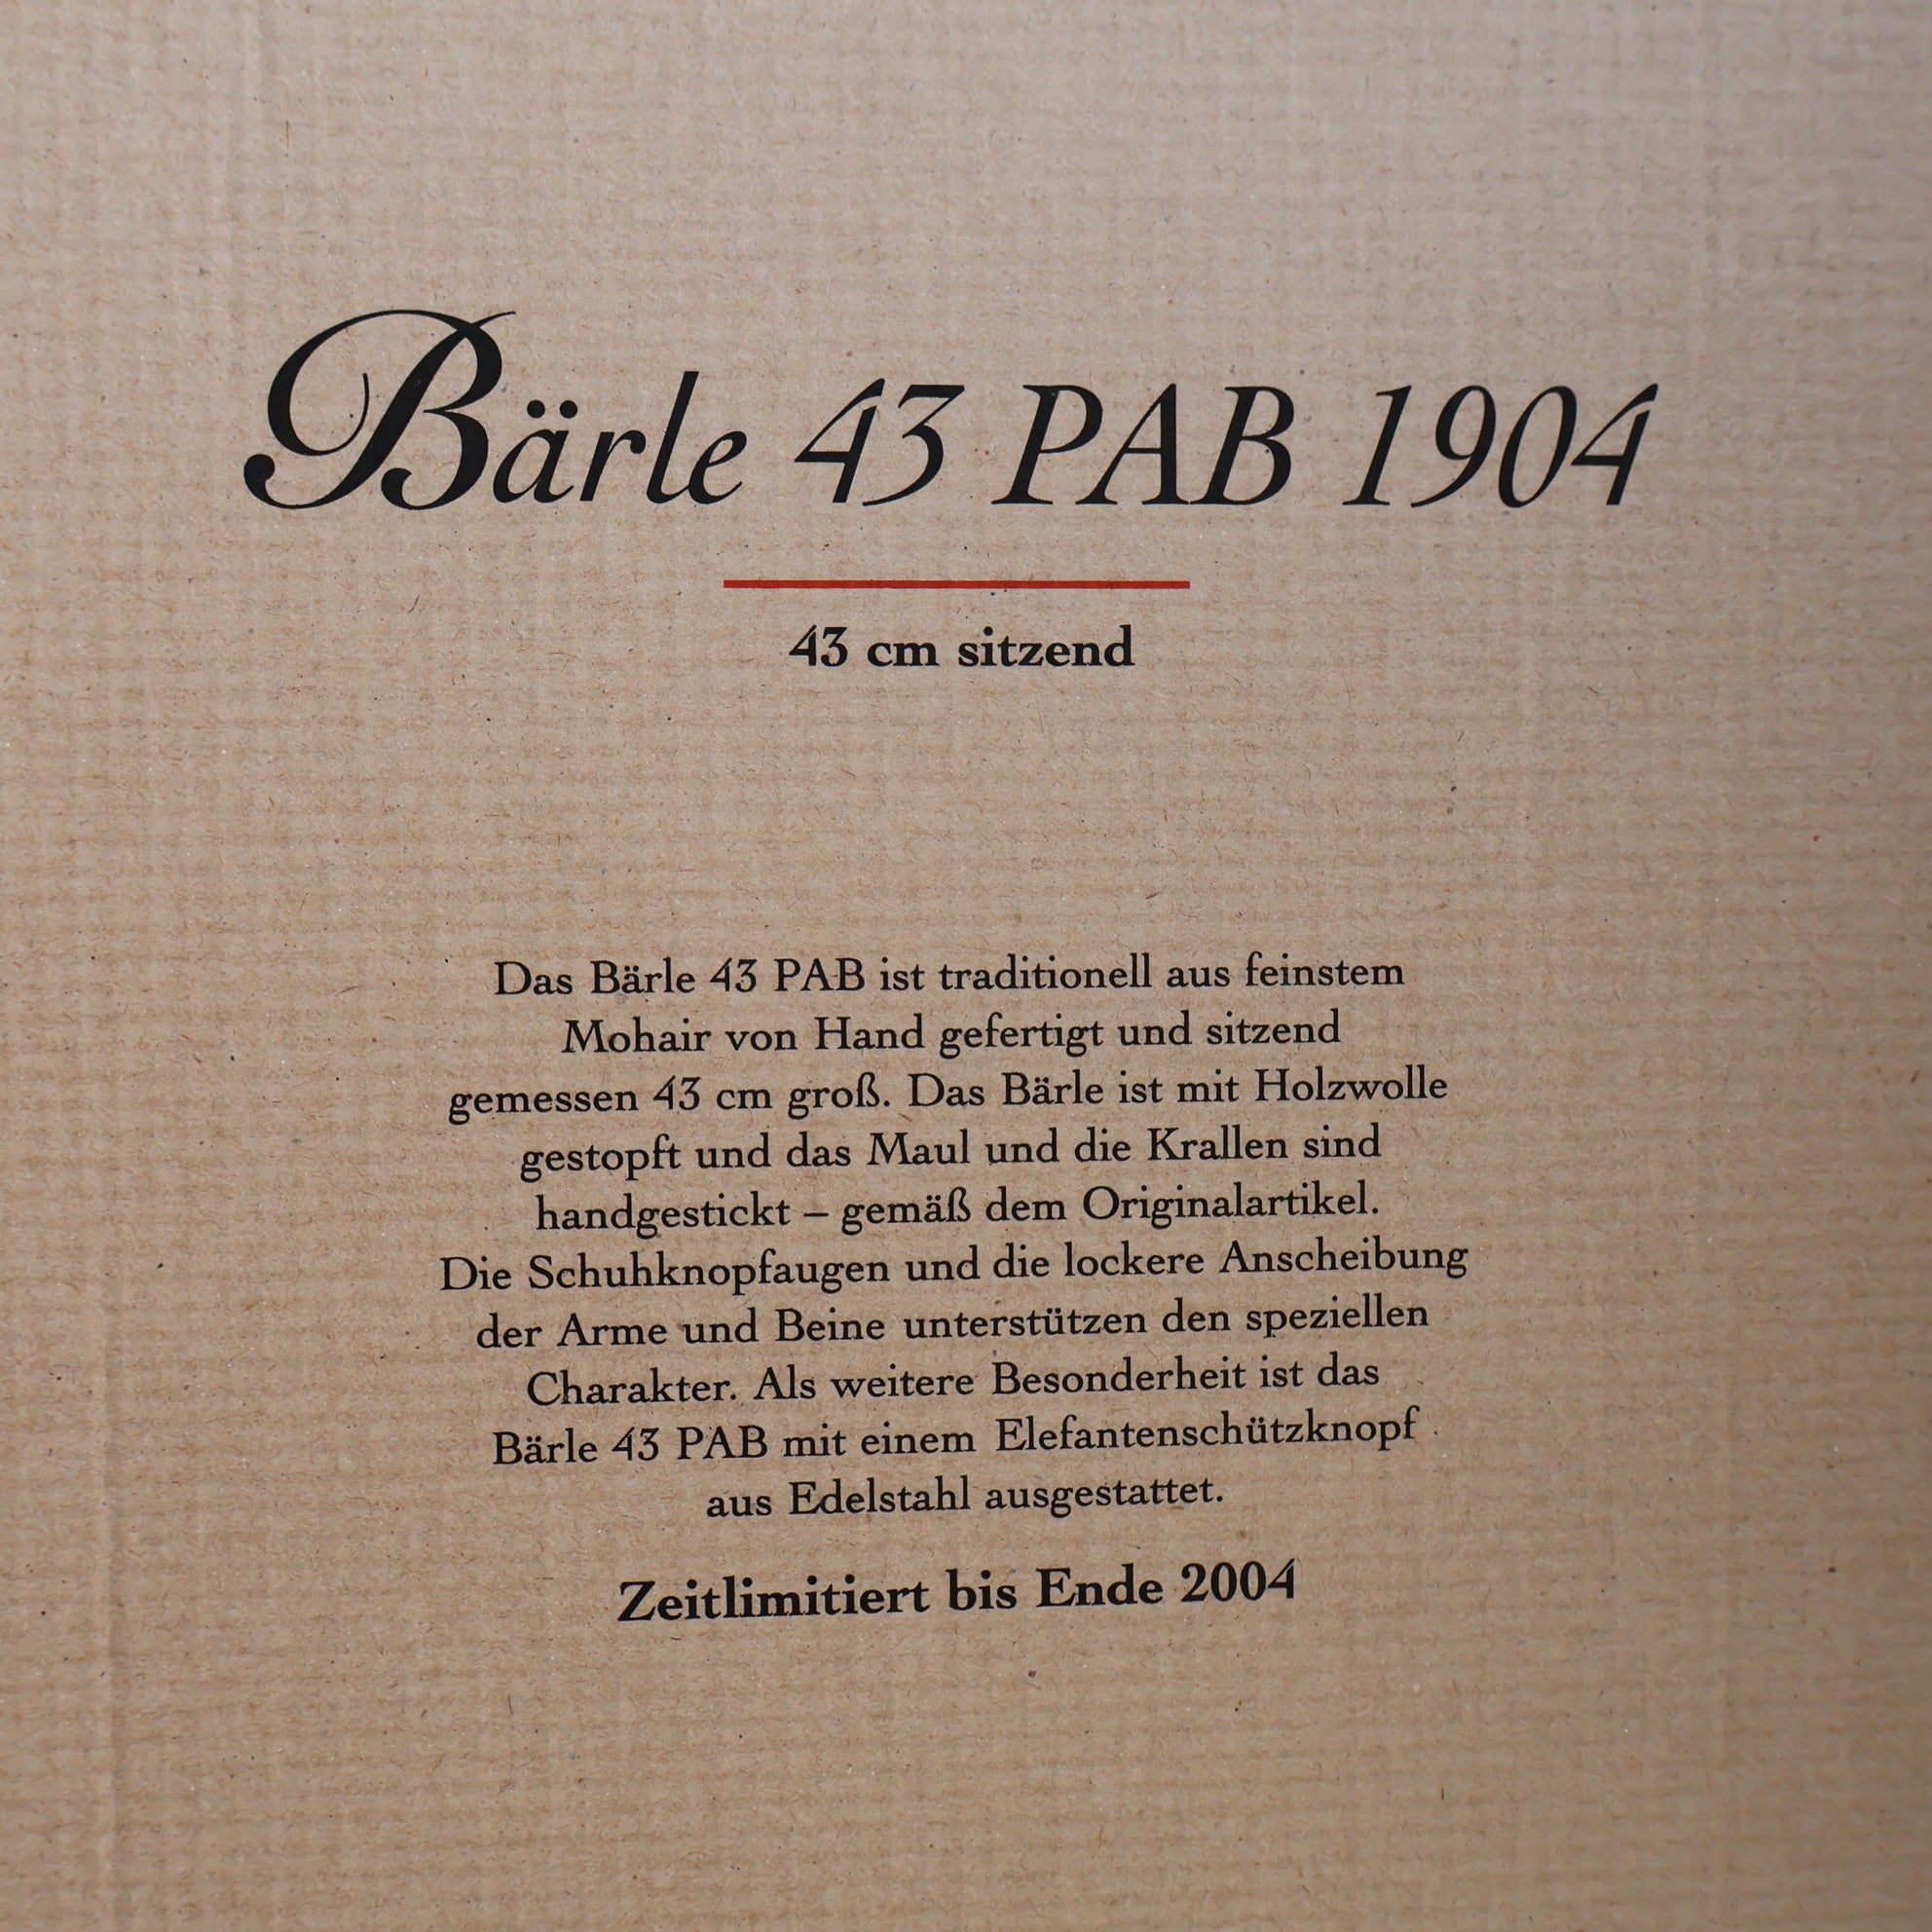 Bärle 43 PAB 1904
43 cm sitzend
Das Bärle 43 PAB ist traditionell aus feinstem
Mohair von Hand gefertigt und sitzend
gemessen 43 cm groß. Das Bärle ist mit Holzwolle
gestopft und das Maul und die Krallen sind
handgestickt – gemäß dem Originalartikel.
Die Schuhknopfaugen und die lockere Anscheibung
der Arme und Beine unterstützen den speziellen
Charakter. Als weitere Besonderheit ist das
Bärle 43 PAB mit einem Elefantenschützknopf
aus Edelstahl ausgestattet.
Zeitlimitiert bis Ende 2004